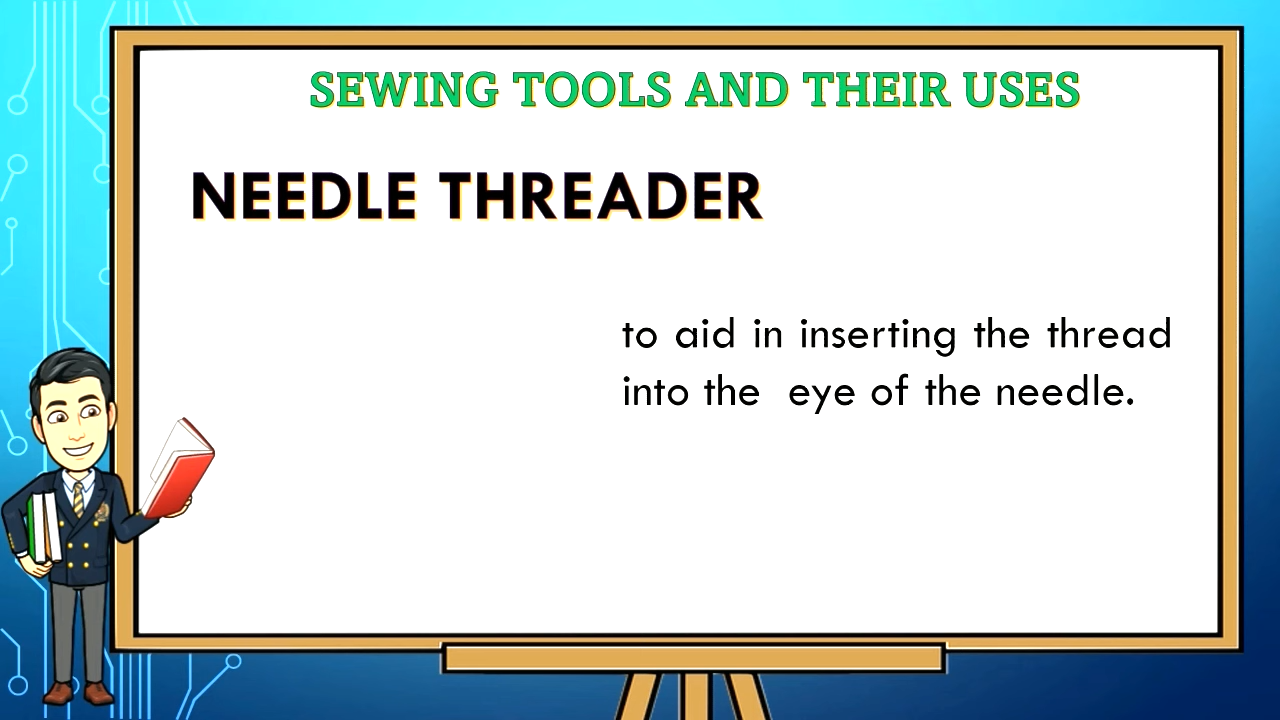 SEWING TOOLS AND THEIR USES
NEEDLE THREADER
to aid in inserting the thread
into the eye of the needle.